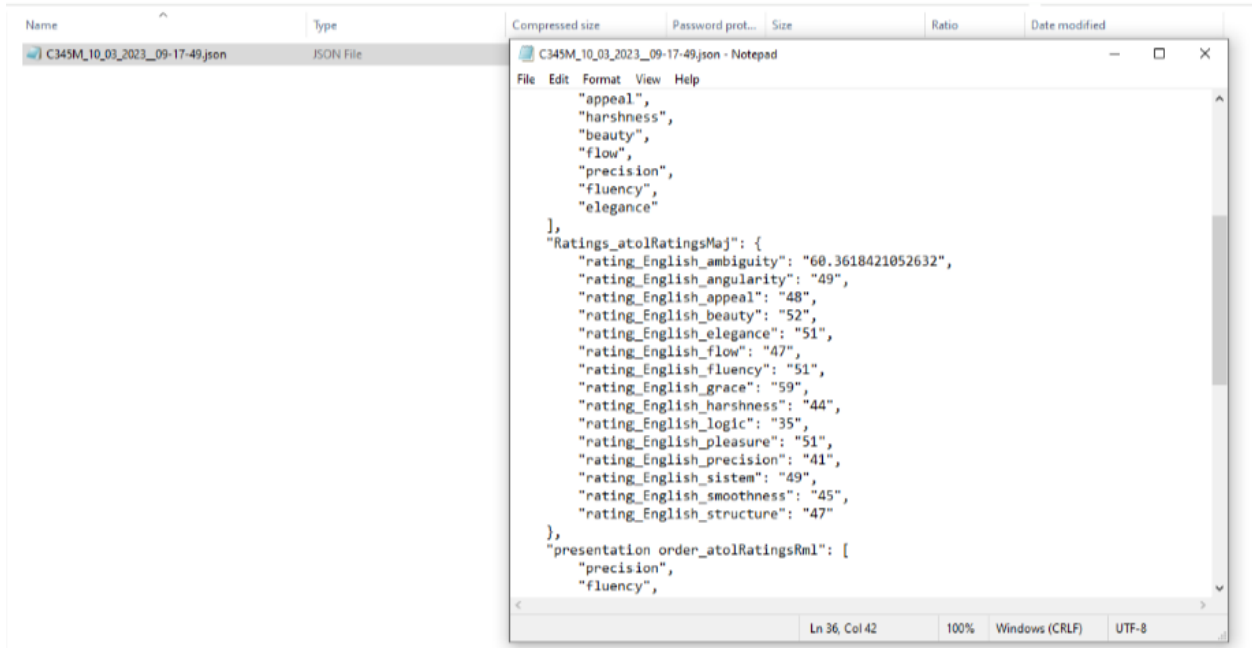 Name Type Compressed size Password prot... Size Ratio Date modified
C345M_10_03_2023__09-17-49.json JSON File
C345M_10_03_2023__09-17-49.json - Notepad
File Edit Format View Help
"appeal",
"harshness",
"beauty",
"flow",
"precision",
"fluency",
"elegance"
],
"Ratings_atolRatingsMaj": {
"rating_English_ambiguity": "60.3618421052632",
"rating_English_angularity": "49",
"rating_English_appeal": "48",
"rating_English_beauty": "52",
"rating_English_elegance": "51",
"rating_English_flow": "47",
"rating_English_fluency": "51",
"rating_English_grace": "59",
"rating_English_harshness": "44",
"rating_English_logic": "35",
"rating_English_pleasure": "51",
"rating_English_precision": "41",
"rating_English_sistem": "49",
"rating_English_smoothness": "45",
"rating_English_structure": "47"
},
"presentation order_atolRatingsRml": [
"precision",
"fluency",
Ln 36, Col 42 100% Windows (CRLF) UTF-8